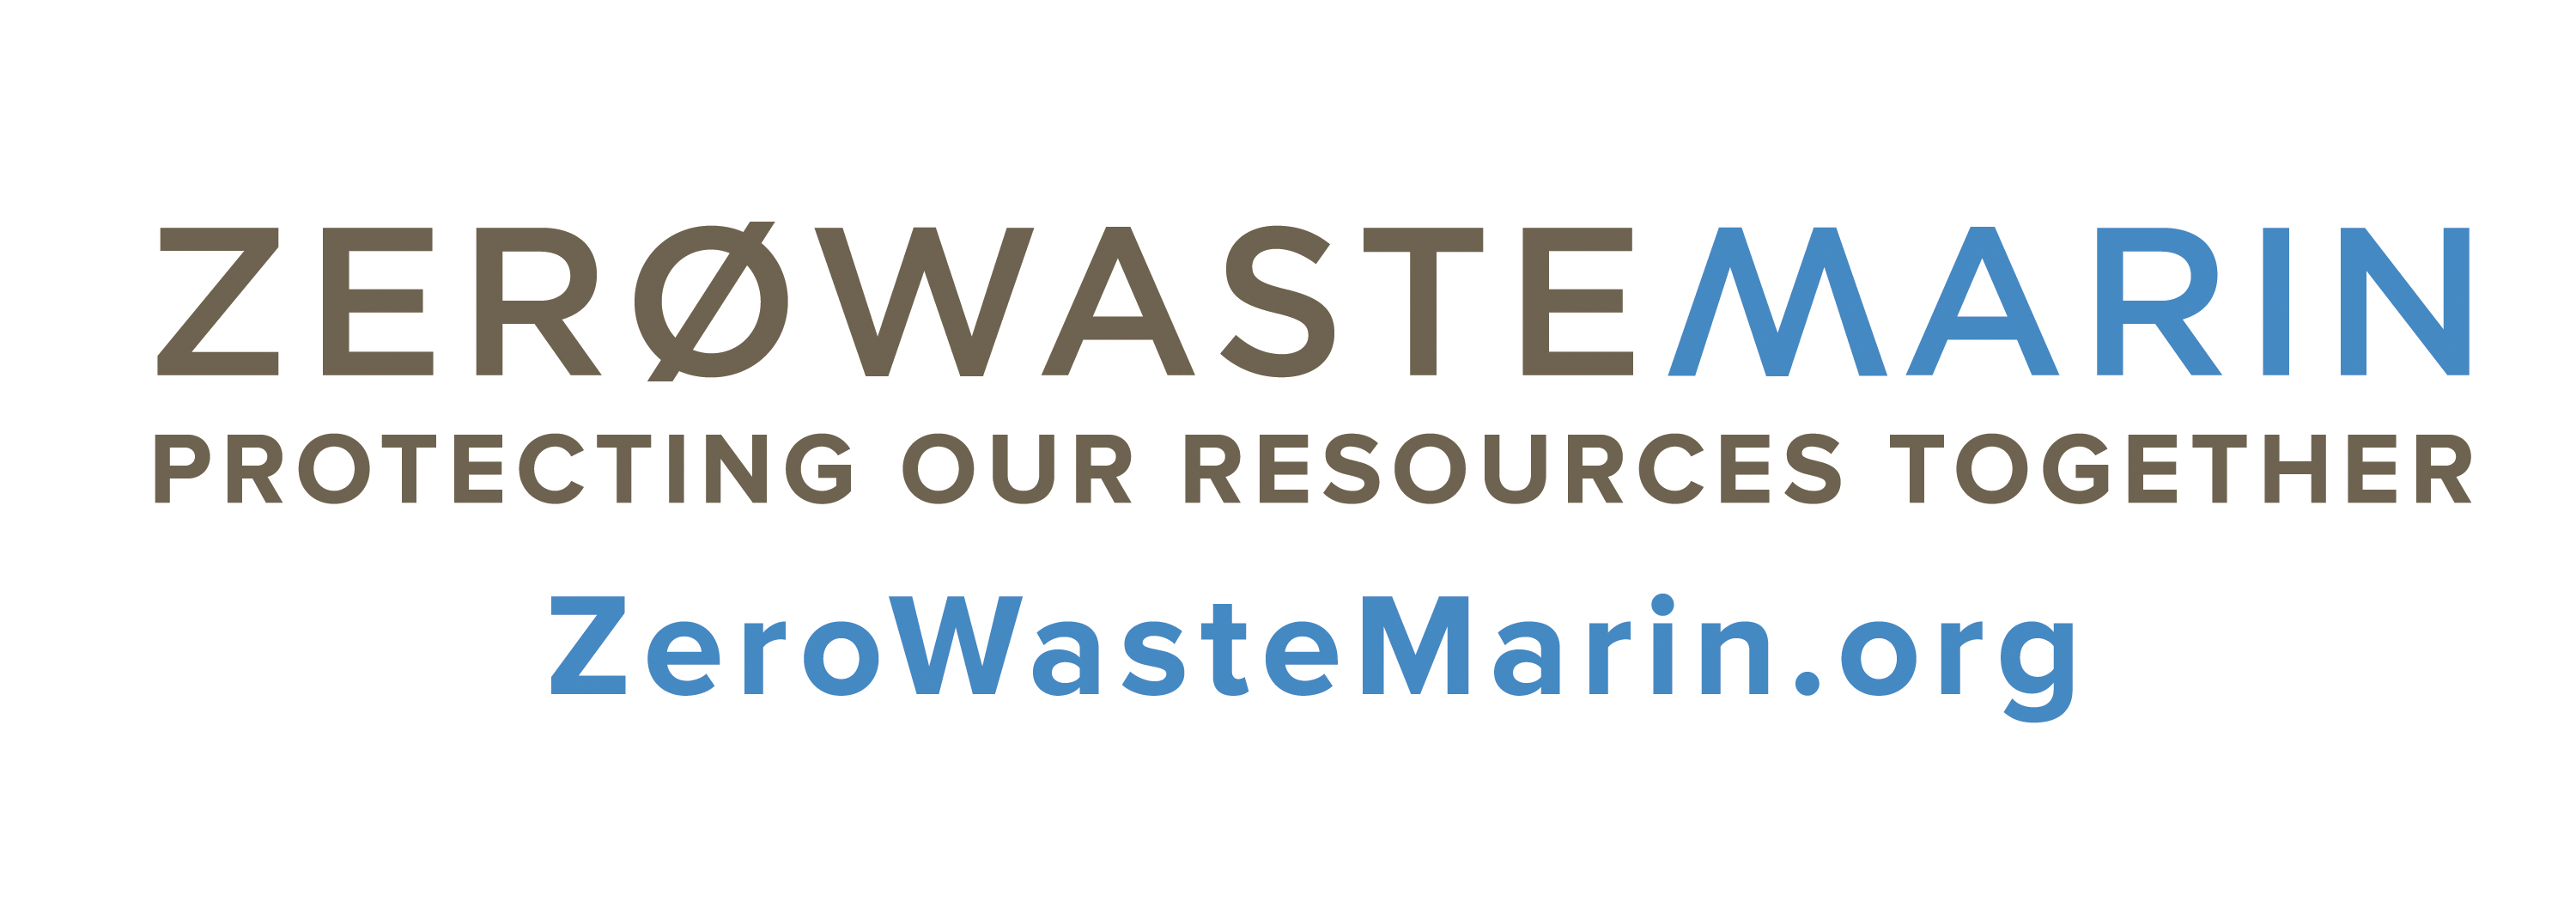 ZERØWASTEMARIN
PROTECTING OUR RESOURCES TOGETHER
ZeroWasteMarin.org